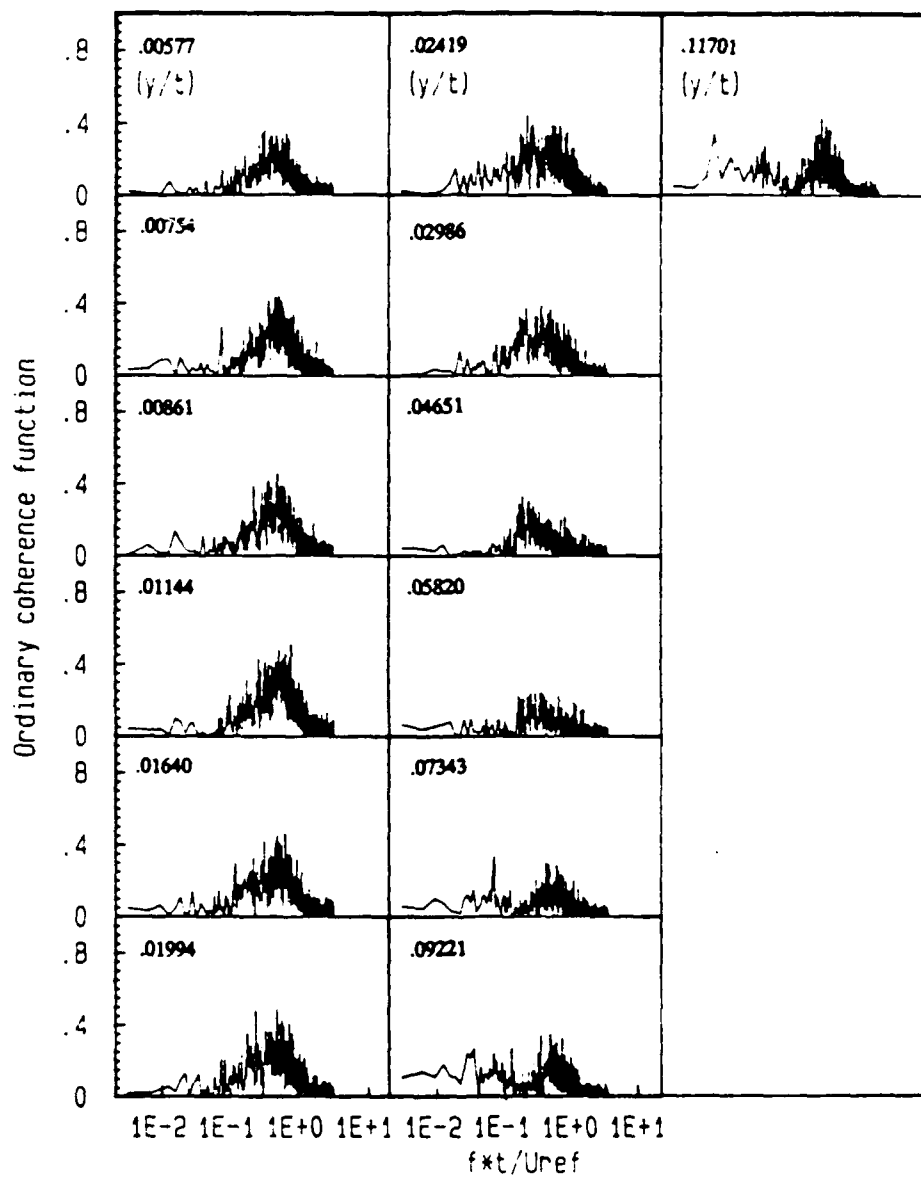 .8 .00577 .02419 .11701
(y/t) (y/t) (y/t)
.4
0
.8 .00754 .02986
.4
0
.8 .00861 .04651
.4
0
.8 .01144 .05820
.4
0
.8 .01640 .07343
.4
0
.8 .01994 .09221
.4
0
Ordinary coherence function
1E-2 1E-1 1E+0 1E+1 1E-2 1E-1 1E+0 1E+1
f*t/Uref